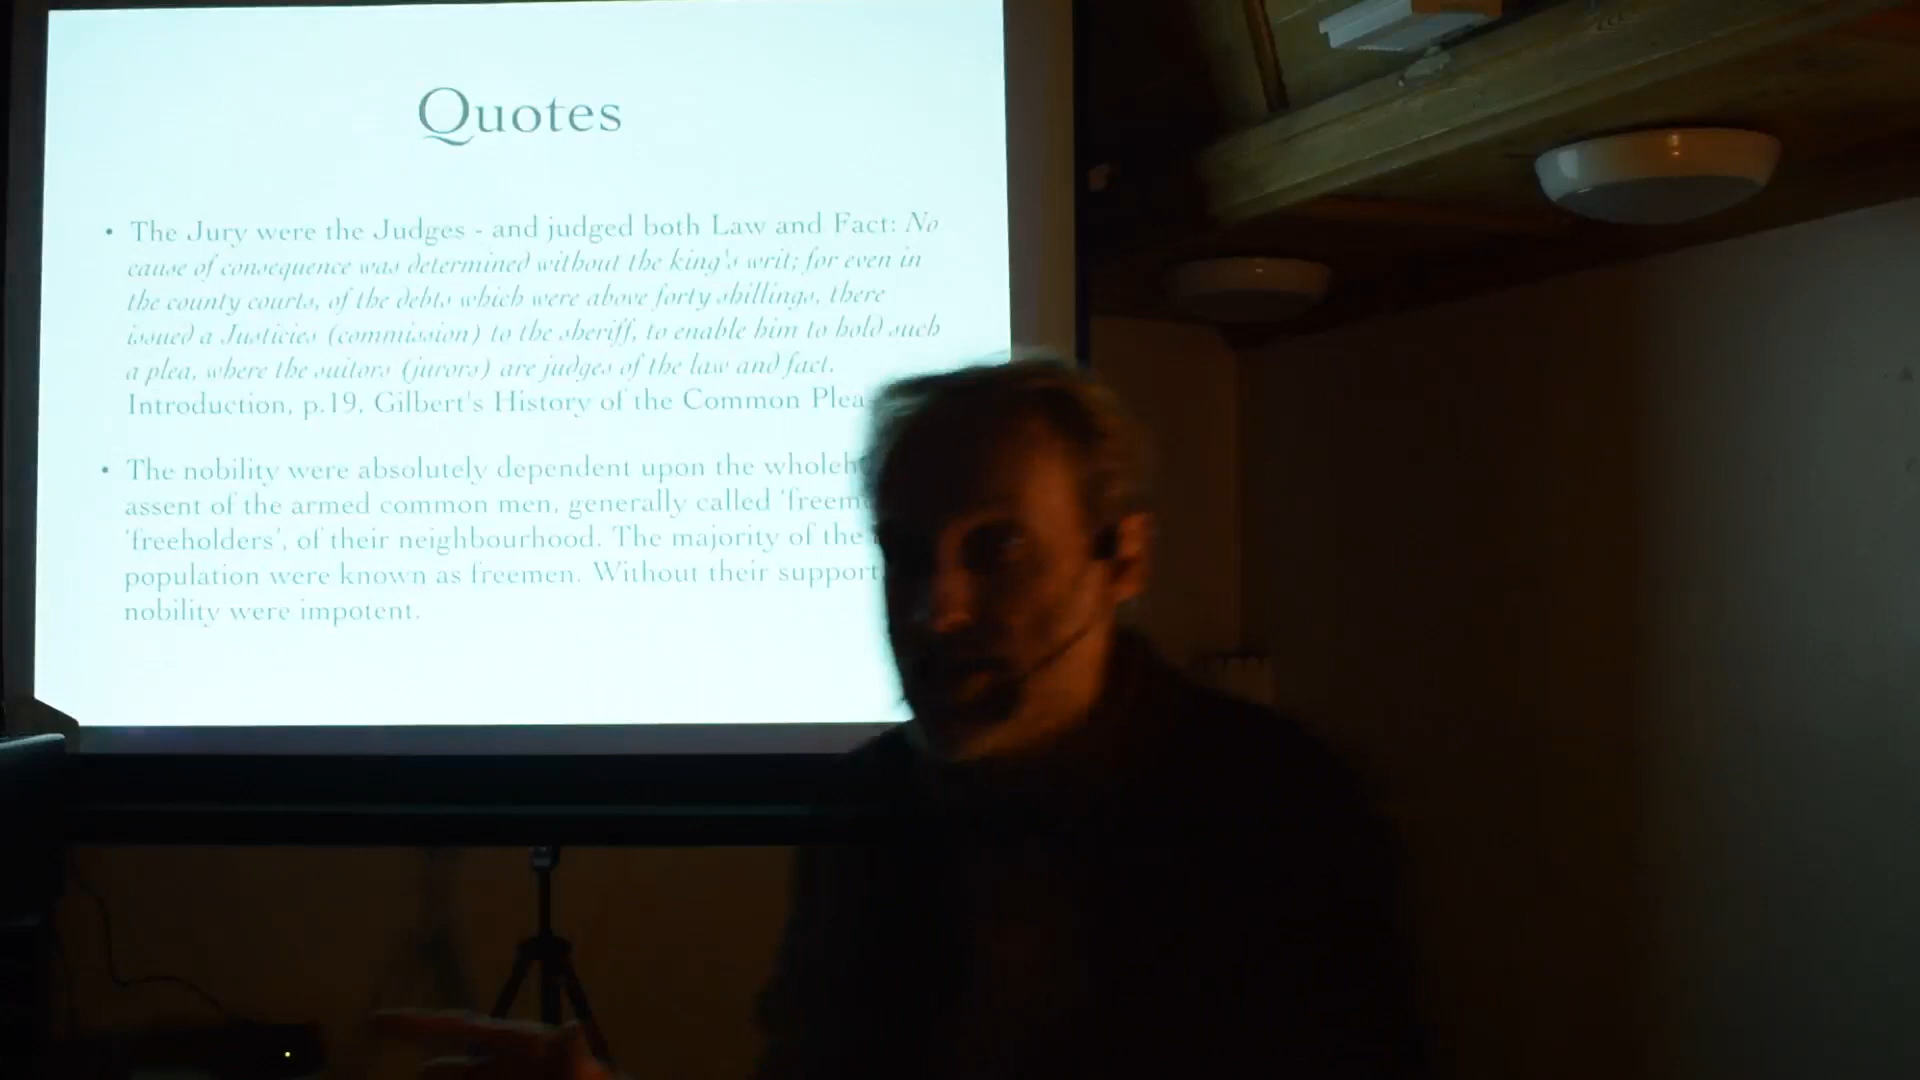 Quotes
• The Jury were the Judges - and judged both Law and Fact: No
cause of consequence was determined without the king's writ; for even in
the county courts, of the debts which were above forty shillings, there
issued a Justicies (commission) to the sheriff, to enable him to hold such
a plea, where the suitors (jurors) are judges of the law and fact.
Introduction, p.19, Gilbert's History of the Common
• The nobility were absolutely dependent upon the
assent of the armed common men, generally called
'freeholders', of their neighbourhood. The majority of the
population were known as freemen. Without their support
nobility were impotent.